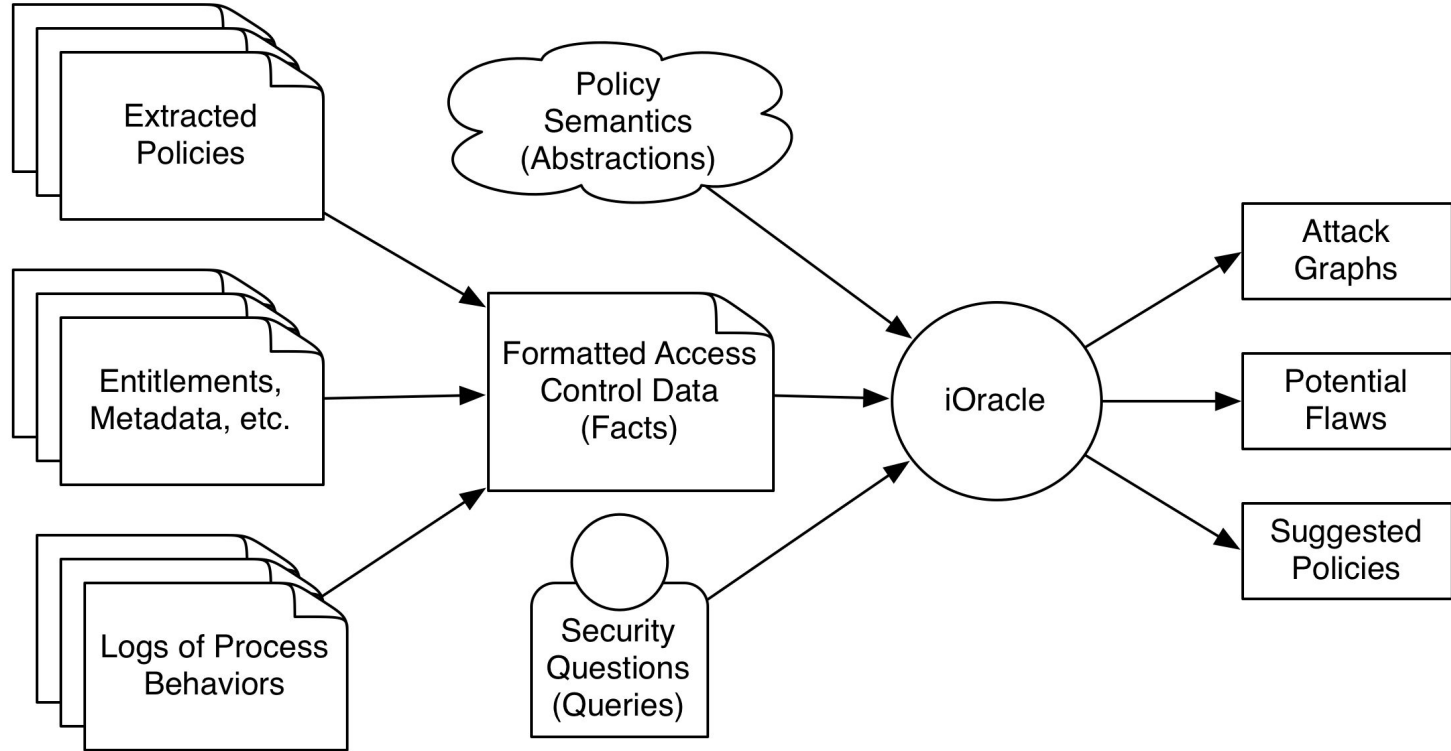 Extracted
Policies
Entitlements,
Metadata, etc.
Logs of Process
Behaviors
Policy
Semantics
(Abstractions)
Formatted Access
Control Data
(Facts)
Security
Questions
(Queries)
iOracle
Attack
Graphs
Potential
Flaws
Suggested
Policies